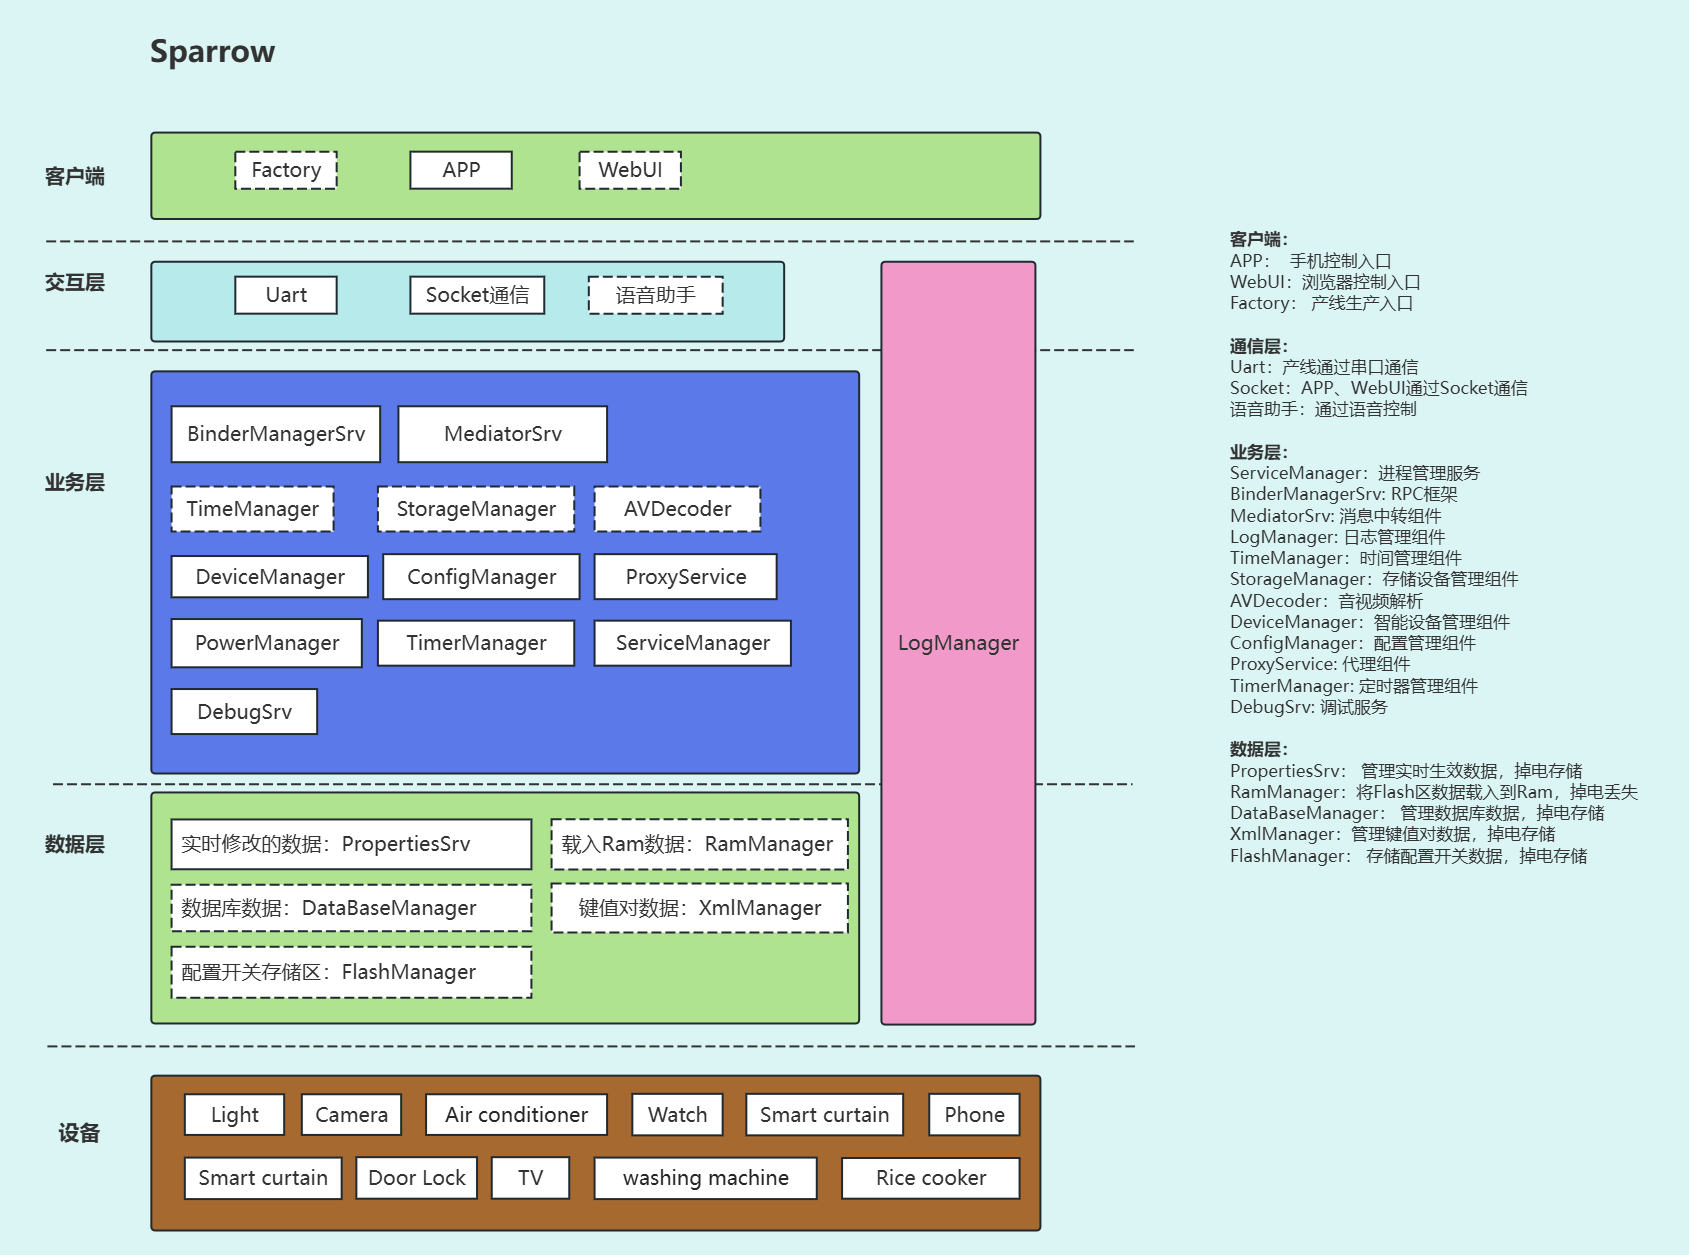 Sparrow
客户端
Factory
APP
WebUI
交互层
Uart
Socket通信
语音助手
业务层
BinderManagerSrv
MediatorSrv
TimeManager
StorageManager
AVDecoder
DeviceManager
ConfigManager
ProxyService
PowerManager
TimerManager
ServiceManager
DebugSrv
LogManager
数据层
实时修改的数据：PropertiesSrv
载入Ram数据：RamManager
数据库数据：DataBaseManager
键值对数据：XmlManager
配置开关存储区：FlashManager
设备
Light
Camera
Air conditioner
Watch
Smart curtain
Phone
Smart curtain
Door Lock
TV
washing machine
Rice cooker
客户端：
APP： 手机控制入口
WebUI：浏览器控制入口
Factory： 产线生产入口
通信层：
Uart：产线通过串口通信
Socket：APP、WebUI通过Socket通信
语音助手：通过语音控制
业务层：
ServiceManager：进程管理服务
BinderManagerSrv: RPC框架
MediatorSrv: 消息中转组件
LogManager: 日志管理组件
TimeManager：时间管理组件
StorageManager：存储设备管理组件
AVDecoder：音视频解析
DeviceManager：智能设备管理组件
ConfigManager：配置管理组件
ProxyService: 代理组件
TimerManager: 定时器管理组件
DebugSrv: 调试服务
数据层：
PropertiesSrv： 管理实时生效数据，掉电存储
RamManager：将Flash区数据载入到Ram，掉电丢失
DataBaseManager： 管理数据库数据，掉电存储
XmlManager：管理键值对数据，掉电存储
FlashManager： 存储配置开关数据，掉电存储